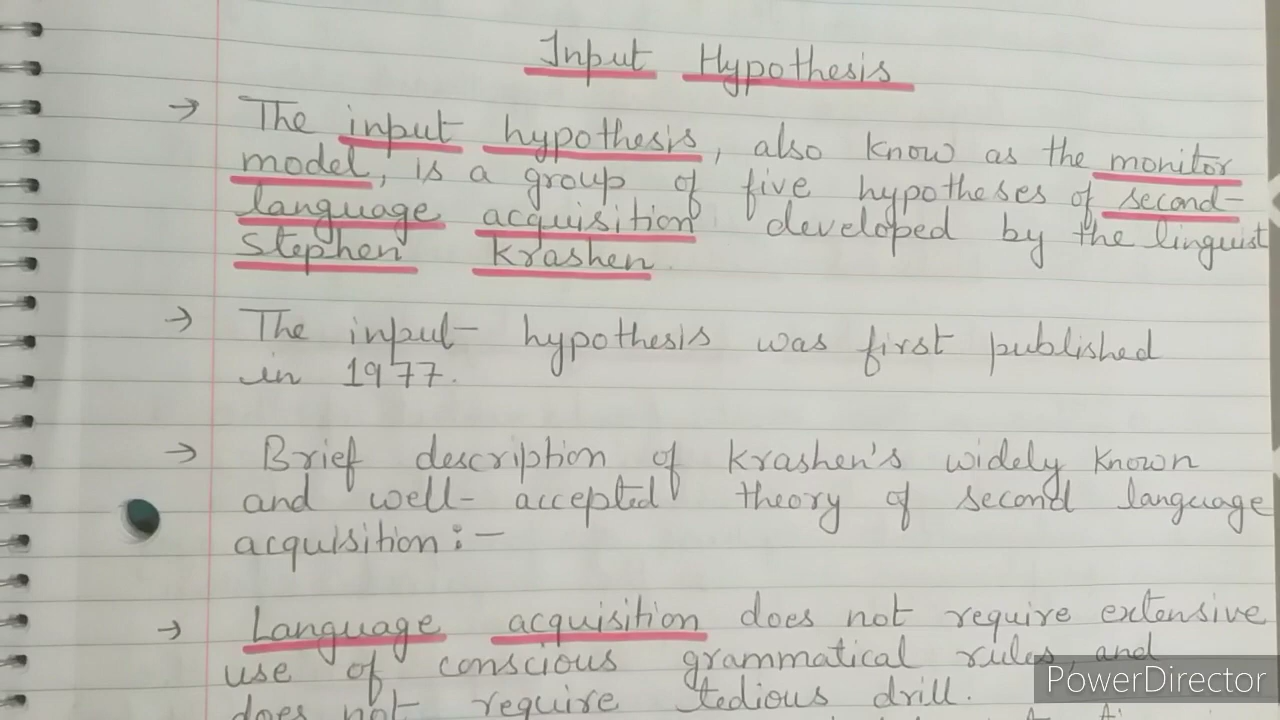 Input Hypothesis
→ The input hypothesis, also know as the monitor
model, is a group of five hypotheses of second-
language acquisition developed by the linguist
Stephen Krashen.
→ The input- hypothesis was first published
in 1977.
→ Brief description of Krashen's widely known
and well-accepted theory of second language
acquisition:-
→ Language acquisition does not require extensive
use of conscious grammatical rules, and
does not require tedious drill.
PowerDirector